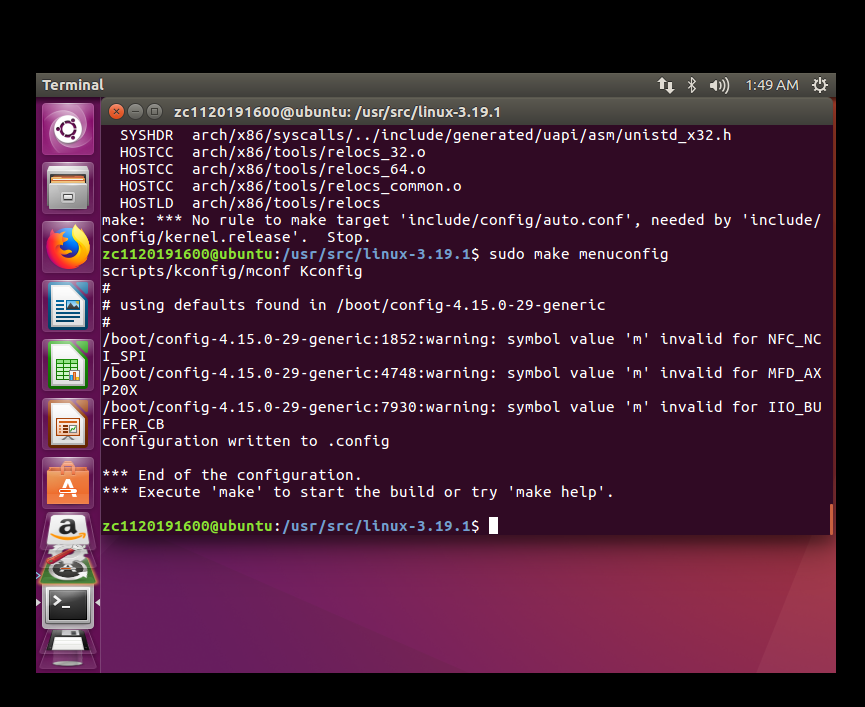 Terminal
1:49 AM
zc1120191600@ubuntu: /usr/src/linux-3.19.1
SYSHDR  arch/x86/syscalls/../include/generated/uapi/asm/unistd_x32.h
HOSTCC  arch/x86/tools/relocs_32.o
HOSTCC  arch/x86/tools/relocs_64.o
HOSTCC  arch/x86/tools/relocs_common.o
HOSTLD  arch/x86/tools/relocs
make: *** No rule to make target 'include/config/auto.conf', needed by 'include/
config/kernel.release'.  Stop.
zc1120191600@ubuntu:/usr/src/linux-3.19.1$ sudo make menuconfig
scripts/kconfig/mconf Kconfig
#
# using defaults found in /boot/config-4.15.0-29-generic
#
/boot/config-4.15.0-29-generic:1852:warning: symbol value 'm' invalid for NFC_NC
I_SPI
/boot/config-4.15.0-29-generic:4748:warning: symbol value 'm' invalid for MFD_AX
P20X
/boot/config-4.15.0-29-generic:7930:warning: symbol value 'm' invalid for IIO_BU
FFER_CB
configuration written to .config
*** End of the configuration.
*** Execute 'make' to start the build or try 'make help'.
zc1120191600@ubuntu:/usr/src/linux-3.19.1$